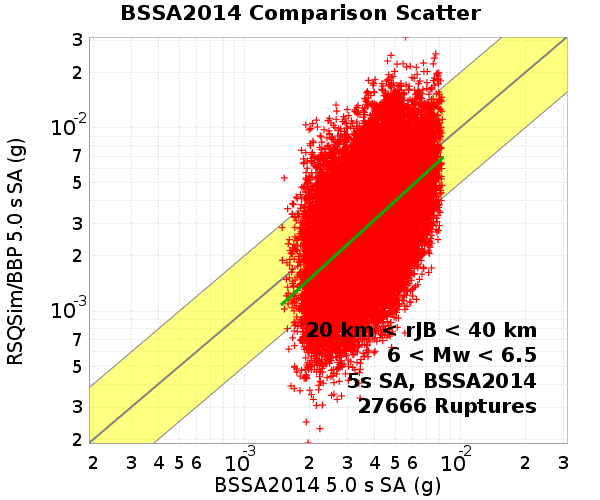 BSSA2014 Comparison Scatter
RSQSim/BBP 5.0 s SA (g)
3
2
10⁻²
7
5
3
2
10⁻³
7
5
3
2
20 km < rJB < 40 km
6 < Mw < 6.5
5s SA, BSSA2014
27666 Ruptures
2 3 4 5 6 10⁻³ 2 3 4 5 6 10⁻² 2 3
BSSA2014 5.0 s SA (g)